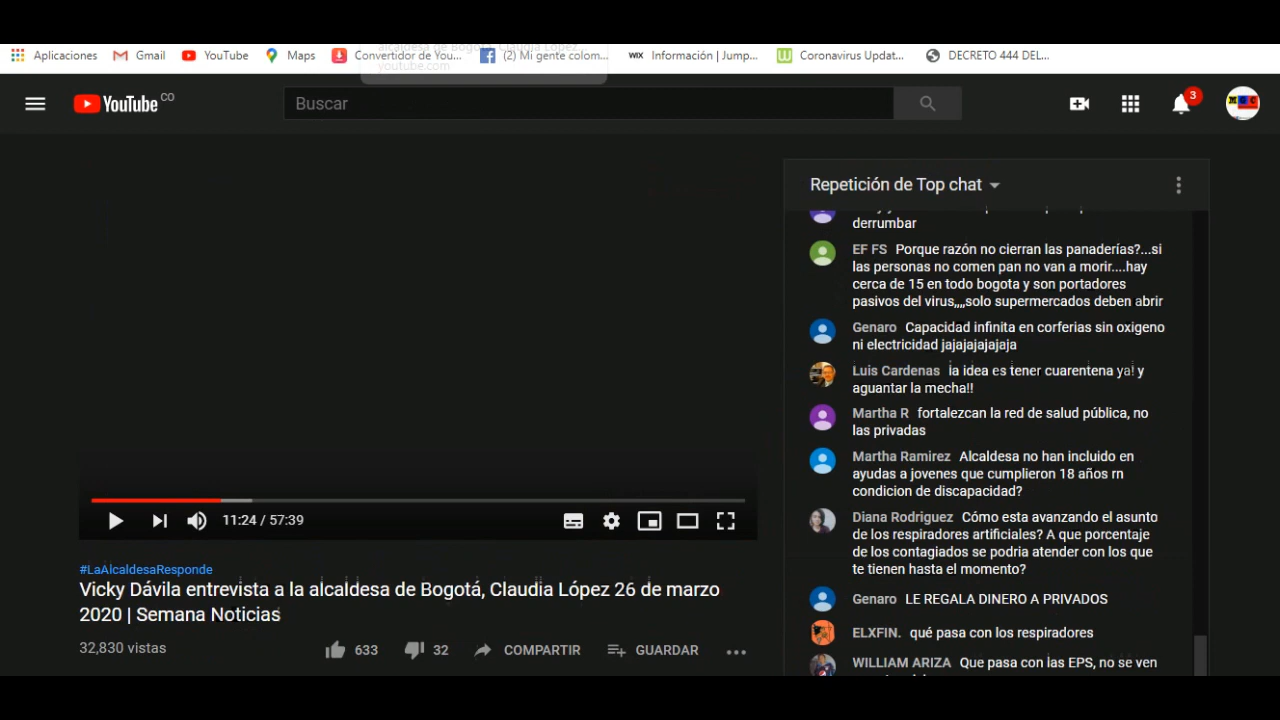 Aplicaciones Gmail YouTube Maps Convertidor de You... (2) Mi gente colom... WIX Información | Jump... Coronavirus Updat... DECRETO 444 DEL...
alcaldesa de Bogotá, Claudia López...
youtube.com
YouTube CO
Buscar
3
Repetición de Top chat
derrumbar
EF FS Porque razón no cierran las panaderías?...si
las personas no comen pan no van a morir....hay
cerca de 15 en todo bogota y son portadores
pasivos del virus,,,,solo supermercados deben abrir
Genaro Capacidad infinita en corferias sin oxigeno
ni electricidad jajajajajajaja
Luis Cardenas la idea es tener cuarentena ya! y
aguantar la mecha!!
Martha R fortalezcan la red de salud pública, no
las privadas
Martha Ramirez Alcaldesa no han incluido en
ayudas a jovenes que cumplieron 18 años rn
condicion de discapacidad?
Diana Rodriguez Cómo esta avanzando el asunto
de los respiradores artificiales? A que porcentaje
de los contagiados se podria atender con los que
te tienen hasta el momento?
Genaro LE REGALA DINERO A PRIVADOS
ELXFIN. qué pasa con los respiradores
WILLIAM ARIZA Que pasa con las EPS, no se ven
11:24 / 57:39
#LaAlcaldesaResponde
Vicky Dávila entrevista a la alcaldesa de Bogotá, Claudia López 26 de marzo
2020 | Semana Noticias
32,830 vistas
633 32 COMPARTIR GUARDAR